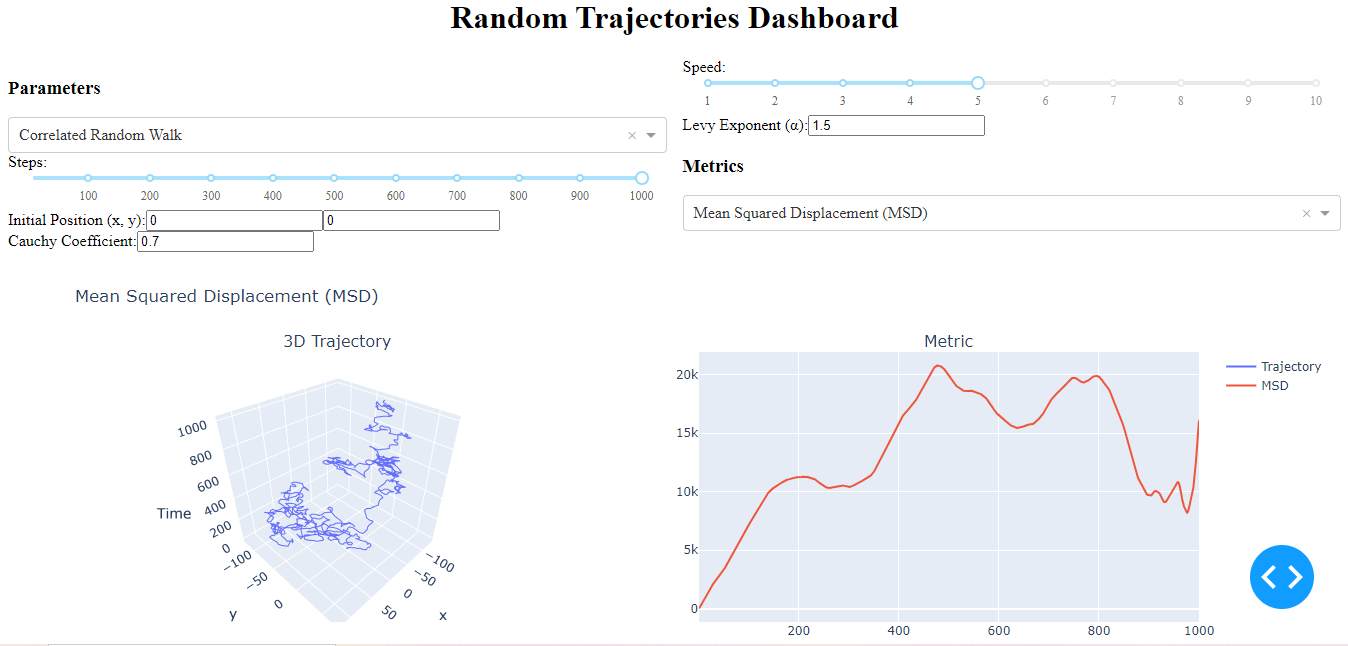 Random Trajectories Dashboard
Parameters
Correlated Random Walk ×
Steps:
100 200 300 400 500 600 700 800 900 1000
Initial Position (x, y): 0 0
Cauchy Coefficient: 0.7
Speed:
1 2 3 4 5 6 7 8 9 10
Levy Exponent (α): 1.5
Metrics
Mean Squared Displacement (MSD) ×
Mean Squared Displacement (MSD)
3D Trajectory
1000
800
600
400
200
0
Time
−100
−50
0
y
−100
−50
0
50
x
Metric
20k
15k
10k
5k
0
200 400 600 800 1000
Trajectory
MSD